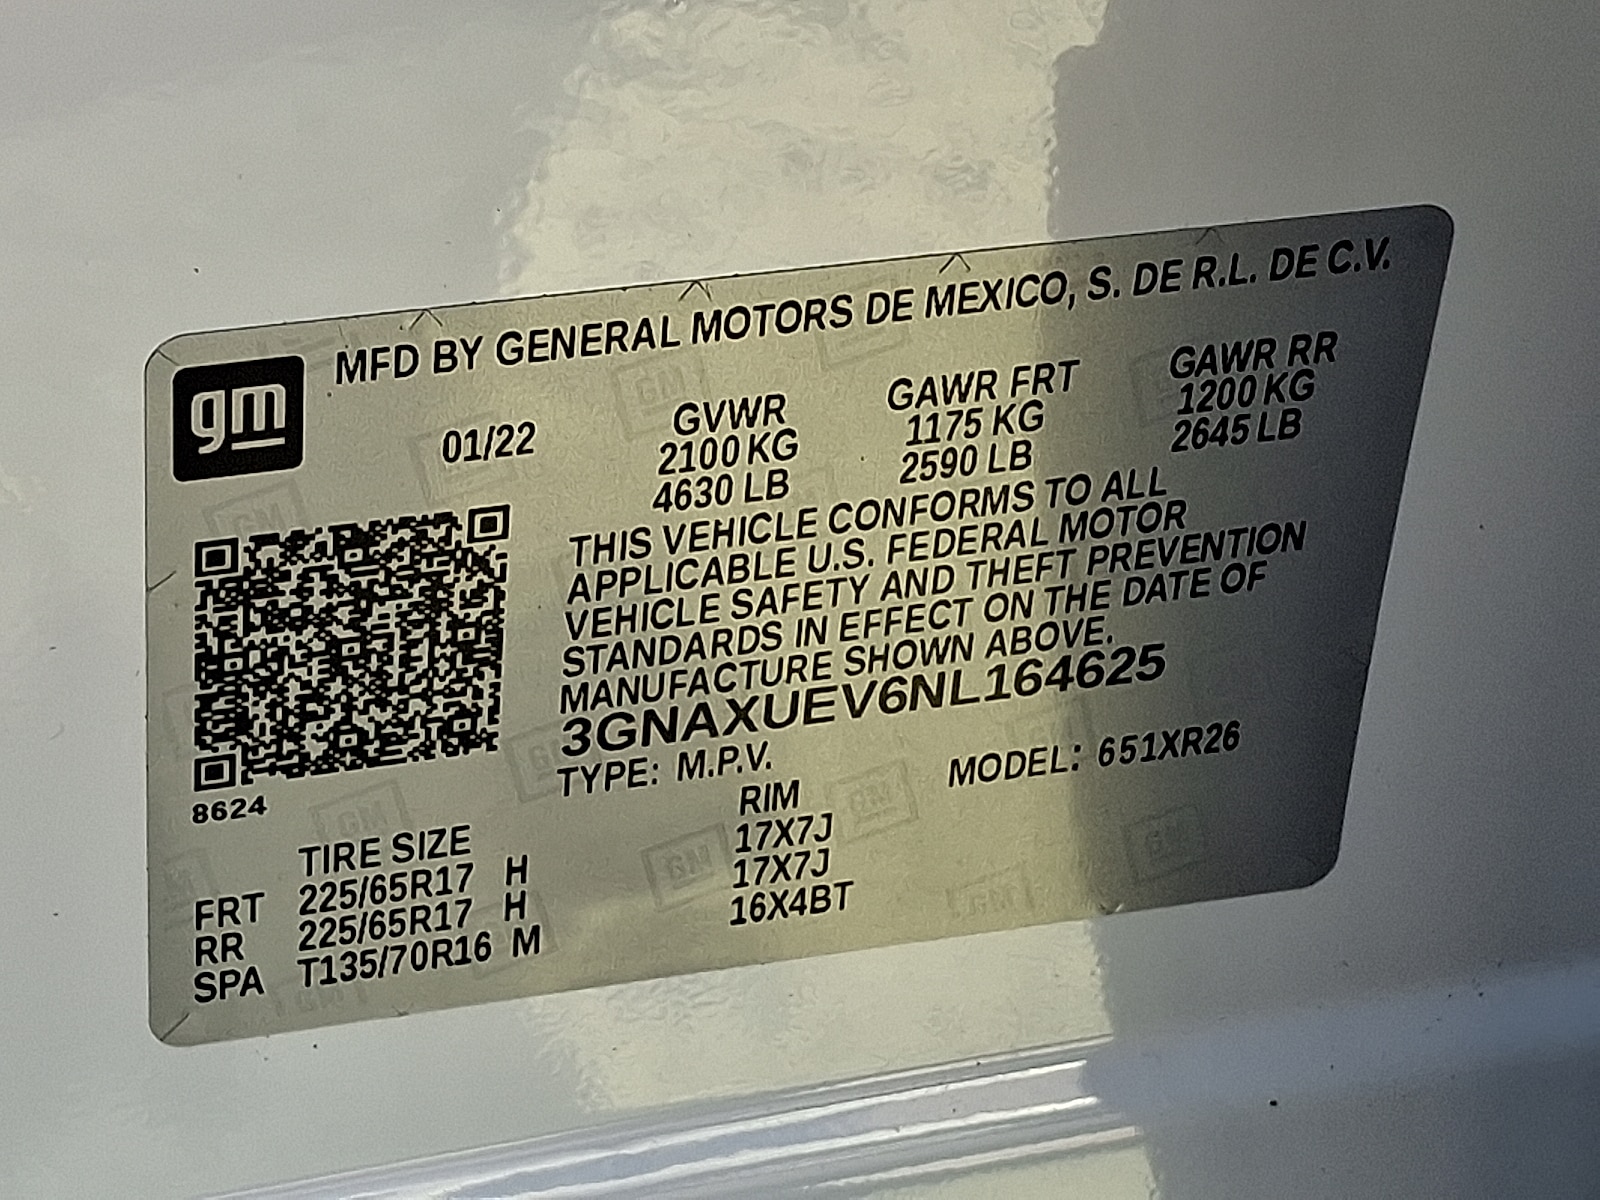 MFD BY GENERAL MOTORS DE MEXICO, S. DE R.L. DE C.V.
gm
01/22 GVWR GAWR FRT GAWR RR
2100 KG 1175 KG 1200 KG
4630 LB 2590 LB 2645 LB
THIS VEHICLE CONFORMS TO ALL
APPLICABLE U.S. FEDERAL MOTOR
VEHICLE SAFETY AND THEFT PREVENTION
STANDARDS IN EFFECT ON THE DATE OF
MANUFACTURE SHOWN ABOVE.
3GNAXUEV6NL164625
TYPE: M.P.V. MODEL: 651XR26
8624
TIRE SIZE RIM
FRT 225/65R17 H 17X7J
RR 225/65R17 H 17X7J
SPA T135/70R16 M 16X4BT